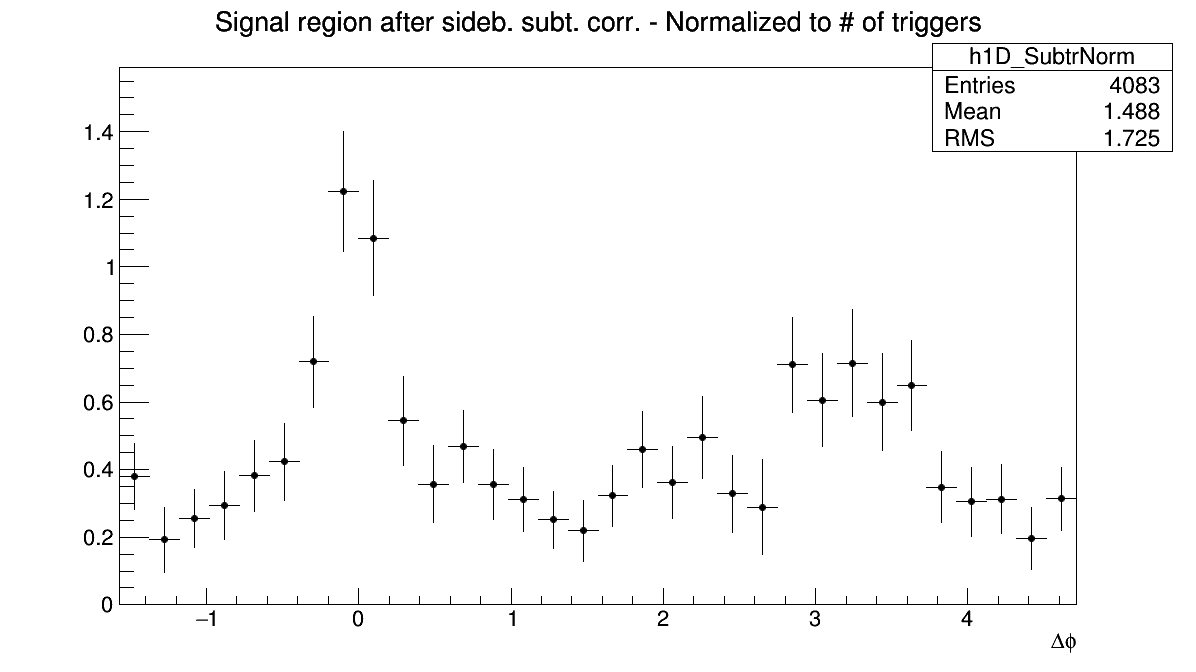 Signal region after sideb. subt. corr. - Normalized to # of triggers
h1D_SubtrNorm
Entries 4083
Mean 1.488
RMS 1.725
1.4
1.2
1
0.8
0.6
0.4
0.2
0
−1 0 1 2 3 4
Δϕ